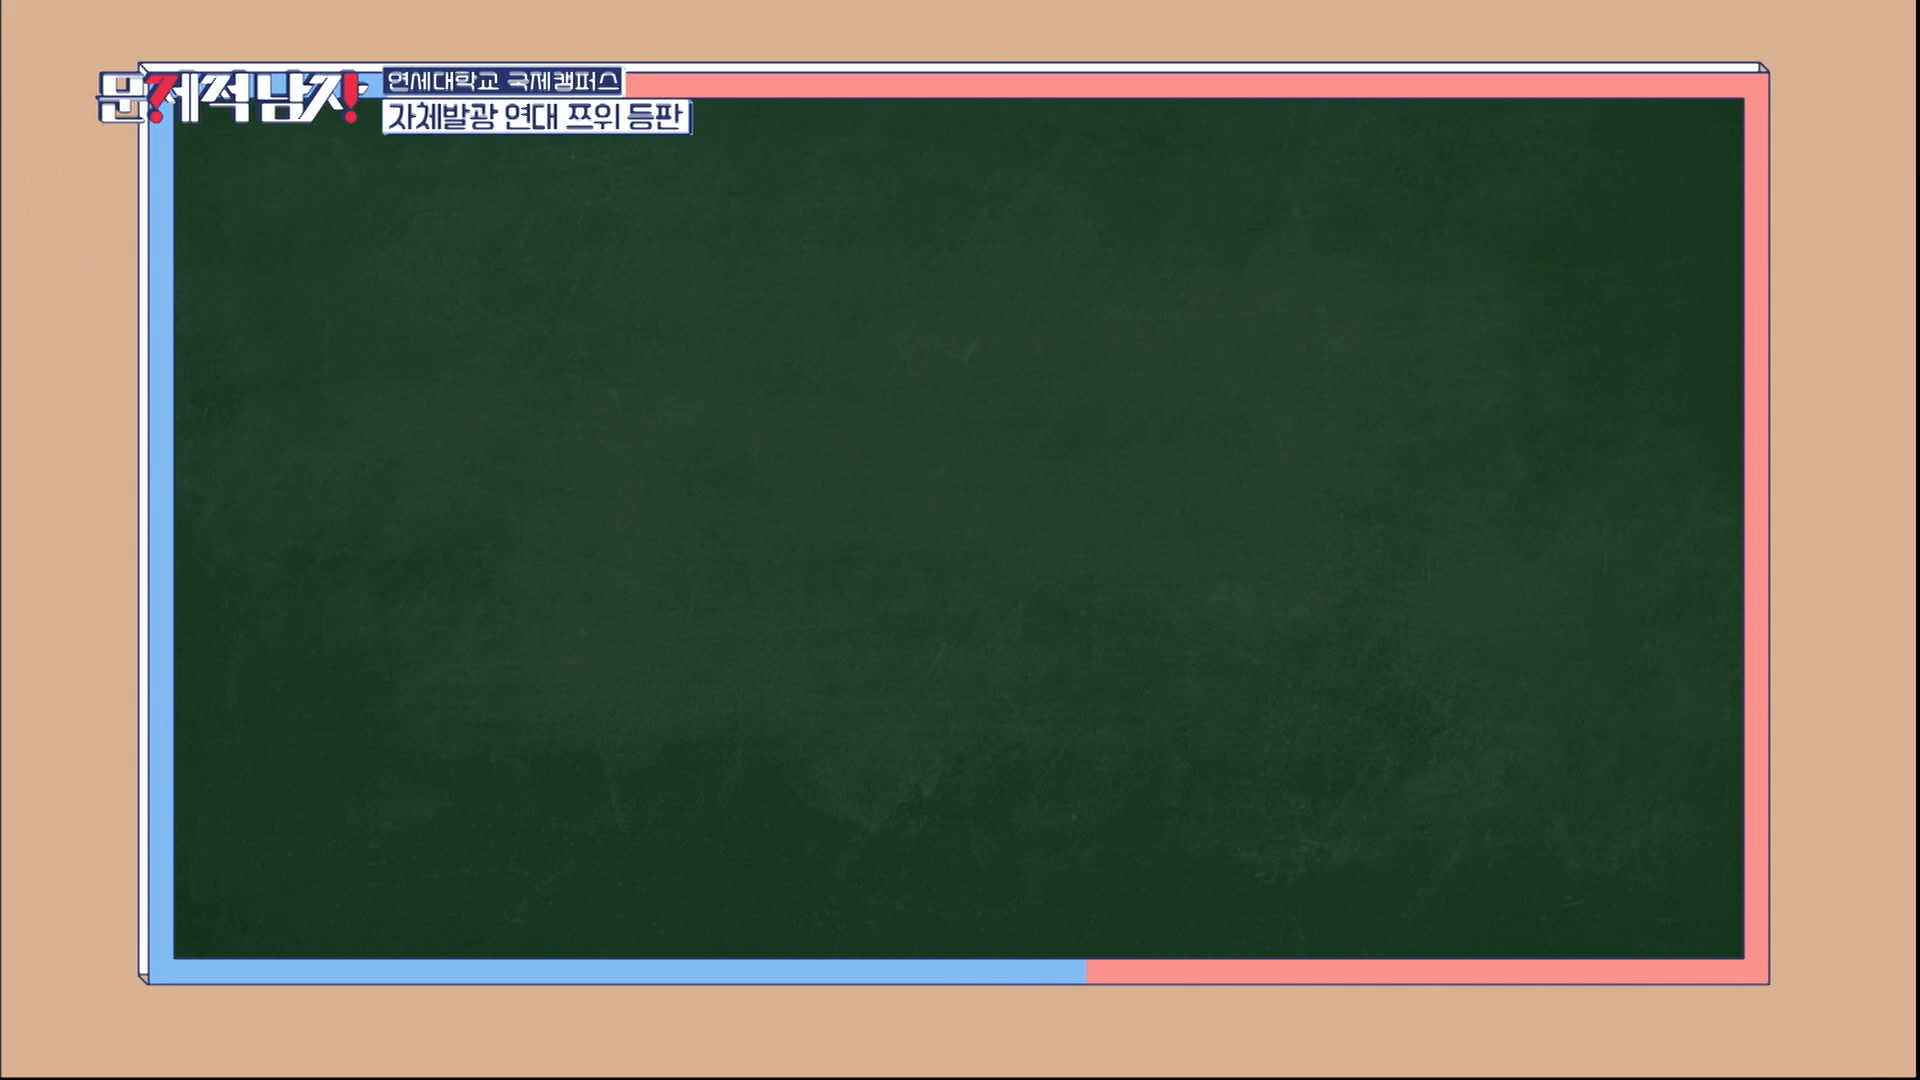 문제적 남자
연세대학교 국제캠퍼스
자체발광 연대 쯔위 등판